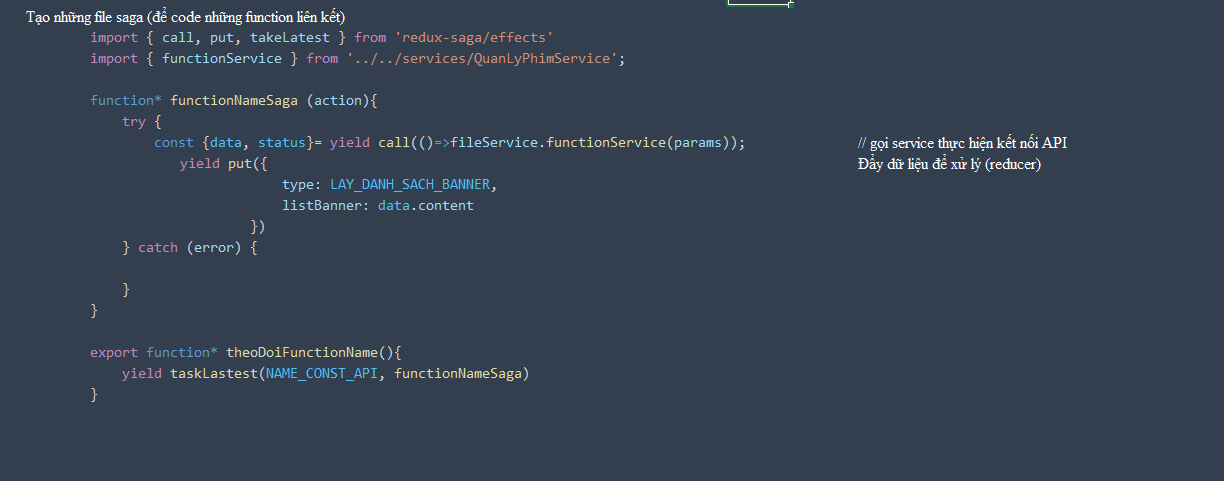 Tạo những file saga (để code những function liên kết)
import { call, put, takeLatest } from 'redux-saga/effects'
import { functionService } from '../../services/QuanLyPhimService';
function* functionNameSaga (action){
try {
const {data, status}= yield call(()=>fileService.functionService(params)); // gọi service thực hiện kết nối API
yield put({ Đẩy dữ liệu để xử lý (reducer)
type: LAY_DANH_SACH_BANNER,
listBanner: data.content
})
} catch (error) {
}
}
export function* theoDoiFunctionName(){
yield taskLastest(NAME_CONST_API, functionNameSaga)
}